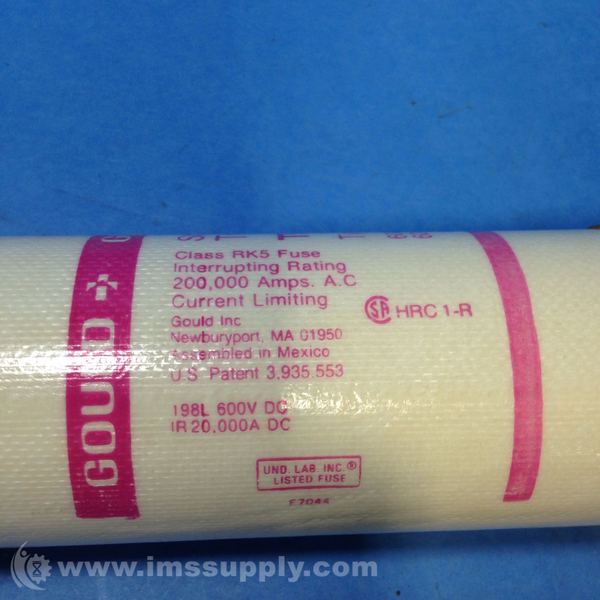 GOULD
Class RK5 Fuse
Interrupting Rating
200,000 Amps. A.C
Current Limiting
Gould Inc
Newburyport, MA 01950
Assembled in Mexico
U.S Patent 3,935,553
198L 600V DC
IR 20,000A DC
SA HRC 1-R
UND. LAB. INC.®
LISTED FUSE
www.imssupply.com